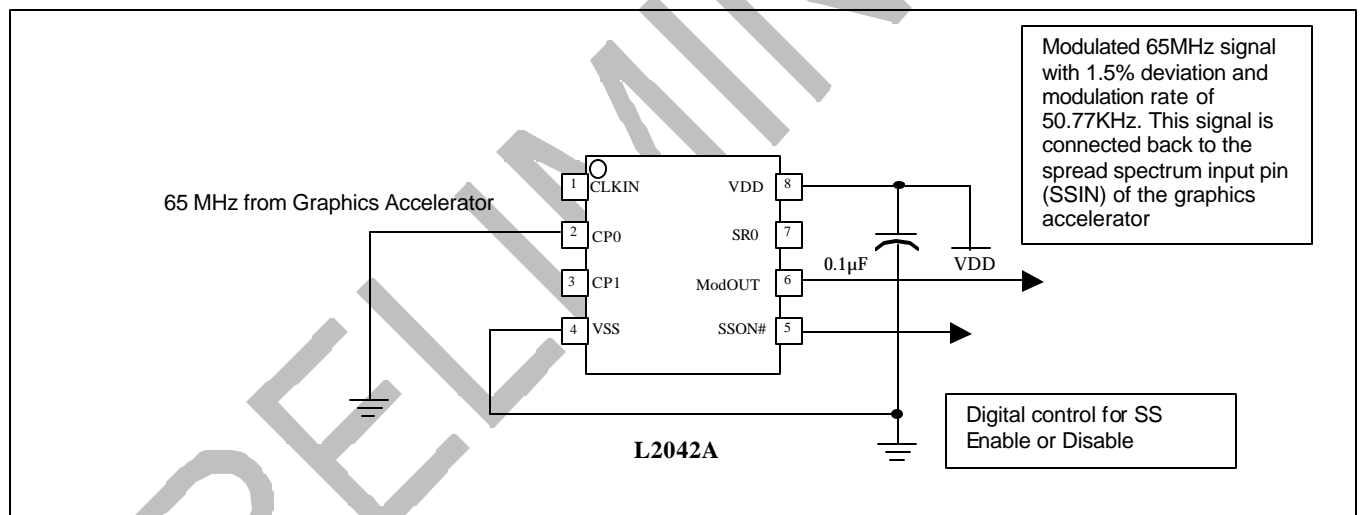 PRELIMIN
Modulated 65MHz signal
with 1.5% deviation and
modulation rate of
50.77KHz. This signal is
connected back to the
spread spectrum input pin
(SSIN) of the graphics
accelerator
65 MHz from Graphics Accelerator
1 CLKIN VDD 8
2 CP0 SR0 7
3 CP1 ModOUT 6
4 VSS SSON# 5
0.1µF VDD
L2042A
Digital control for SS
Enable or Disable